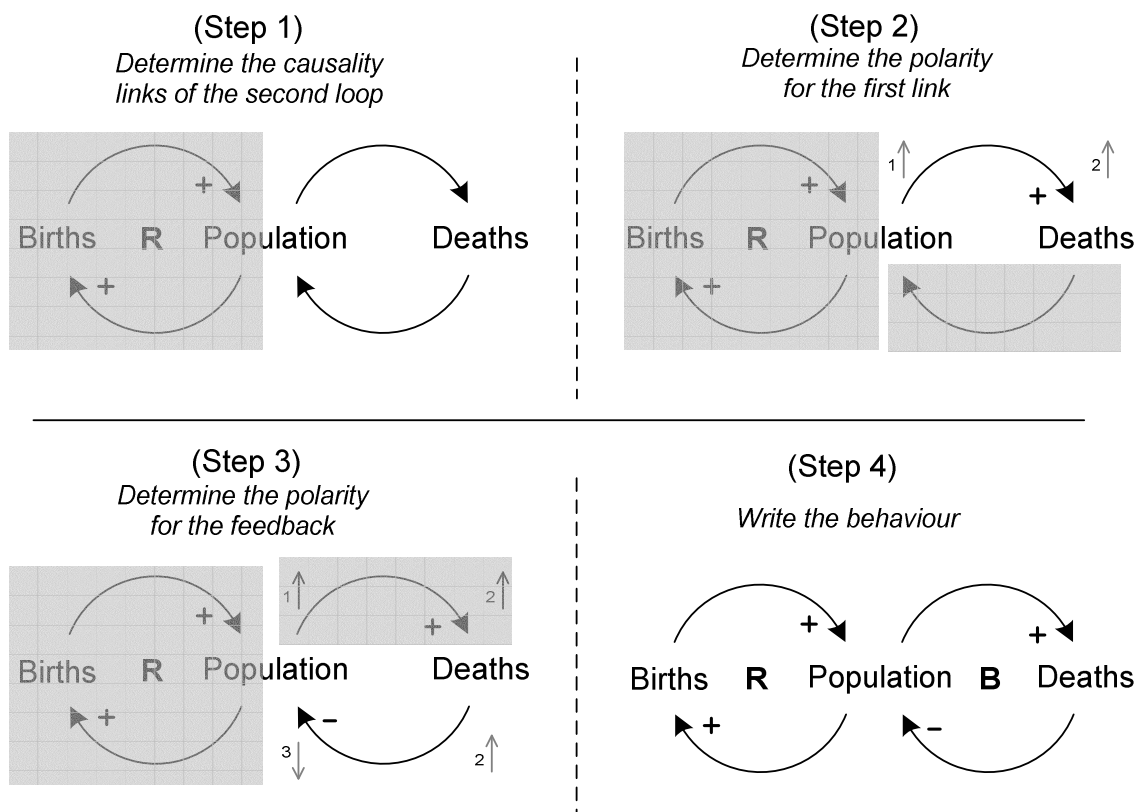 (Step 1)
Determine the causality
links of the second loop
+
Births R Population Deaths
+
(Step 2)
Determine the polarity
for the first link
1 2
+ +
Births R Population Deaths
+
(Step 3)
Determine the polarity
for the feedback
1 2
+ +
Births R Population Deaths
+ −
3 2
(Step 4)
Write the behaviour
+ +
Births R Population B Deaths
+ −